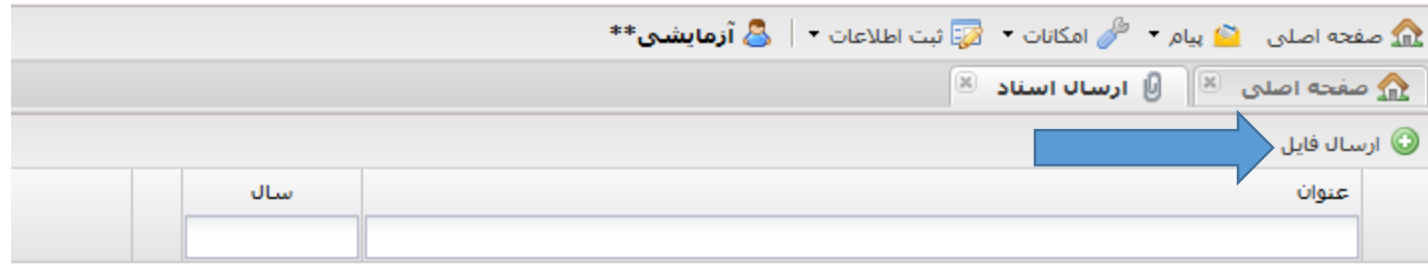 صفحه اصلی پیام امکانات ثبت اطلاعات آزمایشی**
صفحه اصلی ارسال اسناد
ارسال فایل
عنوان سال